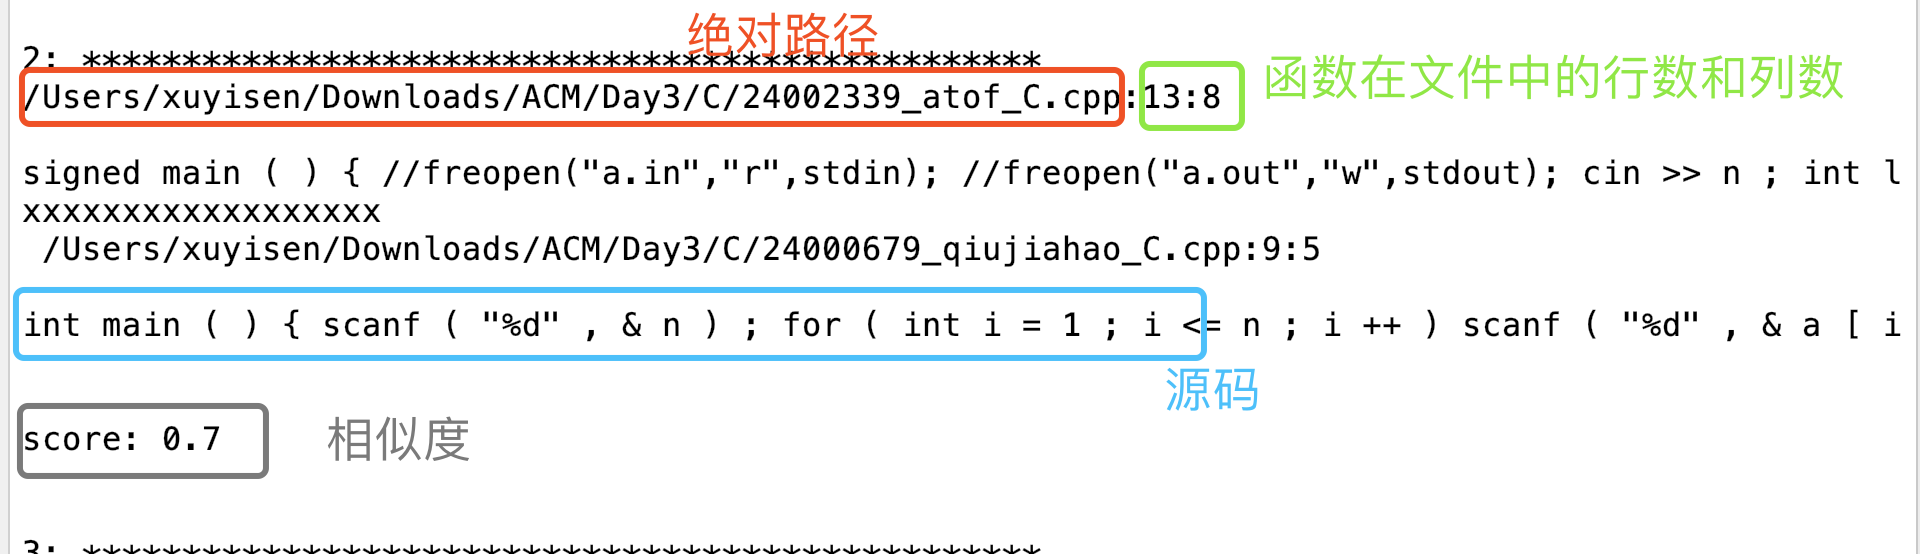 绝对路径
2: ************************************************
/Users/xuyisen/Downloads/ACM/Day3/C/24002339_atof_C.cpp:13:8 函数在文件中的行数和列数
signed main ( ) { //freopen("a.in","r",stdin); //freopen("a.out","w",stdout); cin >> n ; int l
xxxxxxxxxxxxxxxxxx
/Users/xuyisen/Downloads/ACM/Day3/C/24000679_qiujiahao_C.cpp:9:5
int main ( ) { scanf ( "%d" , & n ) ; for ( int i = 1 ; i <= n ; i ++ ) scanf ( "%d" , & a [ i
源码
score: 0.7 相似度
3: ************************************************